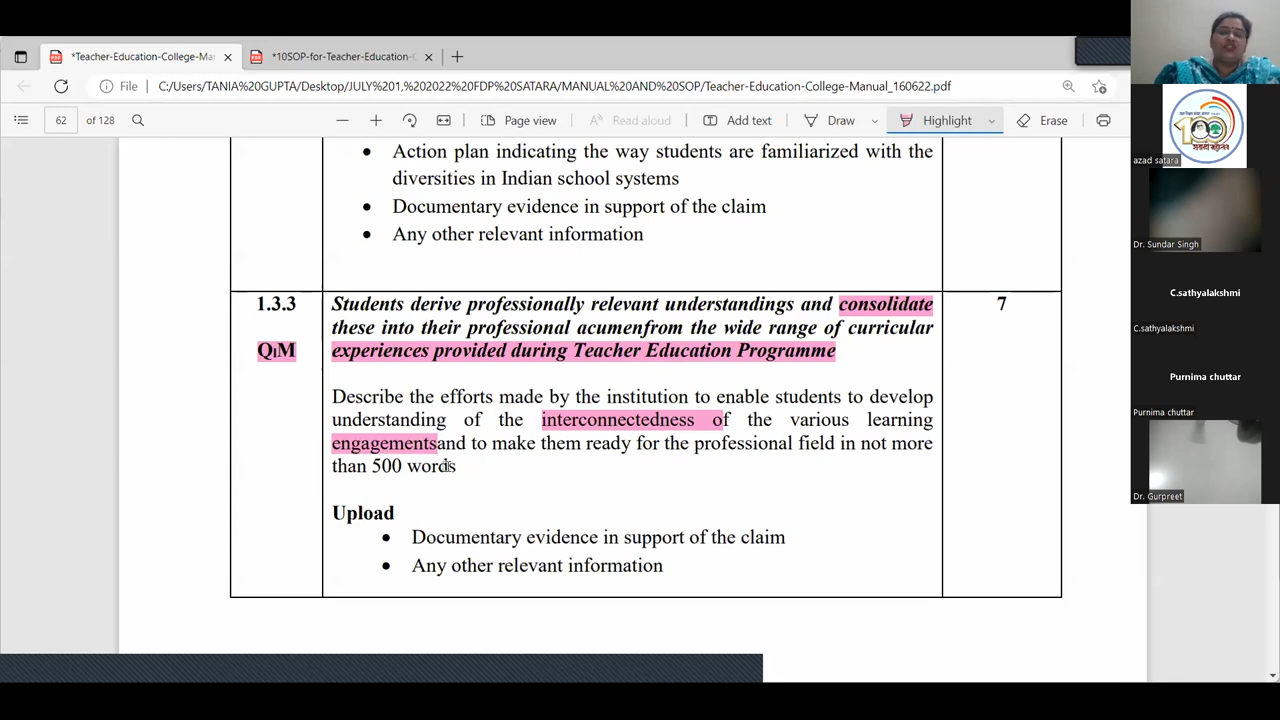 *Teacher-Education-College-Ma
*10SOP-for-Teacher-Education-
File
C:/Users/TANIA%20GUPTA/Desktop/JULY%201,%202022%20FDP%20SATARA/MANUAL%20AND%20SOP/Teacher-Education-College-Manual_160622.pdf
62 of 128
Page view
Read aloud
Add text
Draw
Highlight
Erase
• Action plan indicating the way students are familiarized with the
diversities in Indian school systems
• Documentary evidence in support of the claim
• Any other relevant information
1.3.3
QlM
Students derive professionally relevant understandings and consolidate
these into their professional acumenfrom the wide range of curricular
experiences provided during Teacher Education Programme
7
Describe the efforts made by the institution to enable students to develop
understanding of the interconnectedness of the various learning
engagementsand to make them ready for the professional field in not more
than 500 words
Upload
• Documentary evidence in support of the claim
• Any other relevant information
azad satara
Dr. Sundar Singh
C.sathyalakshmi
C.sathyalakshmi
Purnima chuttar
Purnima chuttar
Dr. Gurpreet